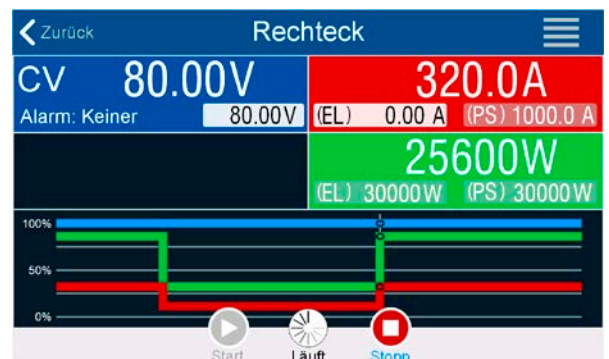 Zurück
Rechteck
CV 80.00V
320.0A
Alarm: Keiner
80.00V
(EL) 0.00 A
(PS) 1000.0 A
25600W
(EL) 30000W
(PS) 30000W
100%
50%
0%
Start
Läuft
Stopp